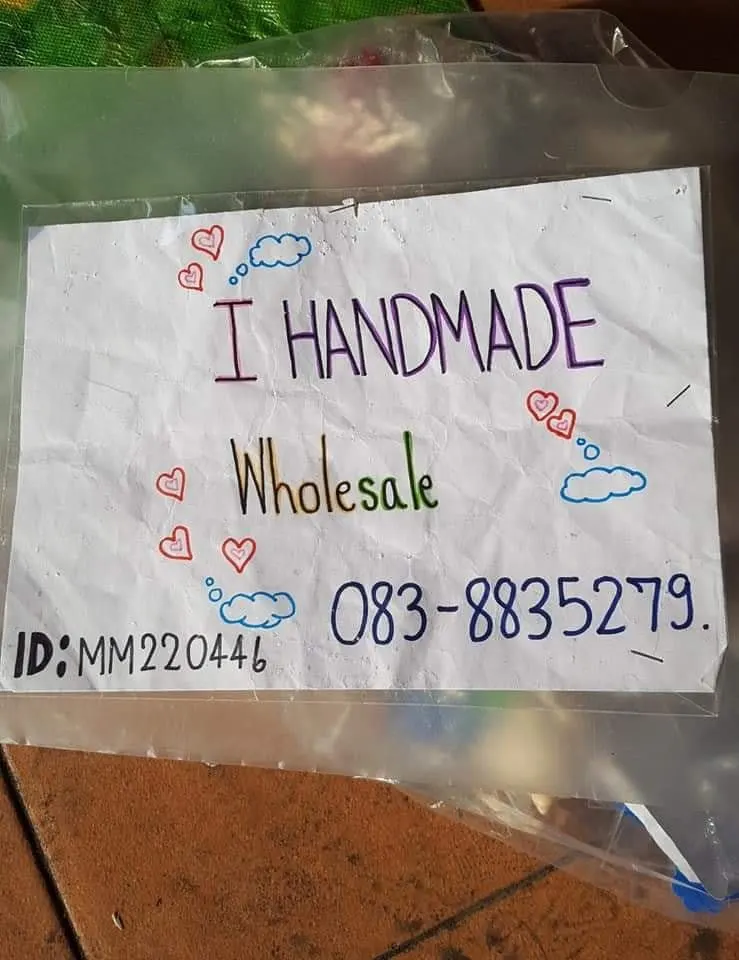 I HANDMADE
Wholesale
083-8835279.
ID:MM220446